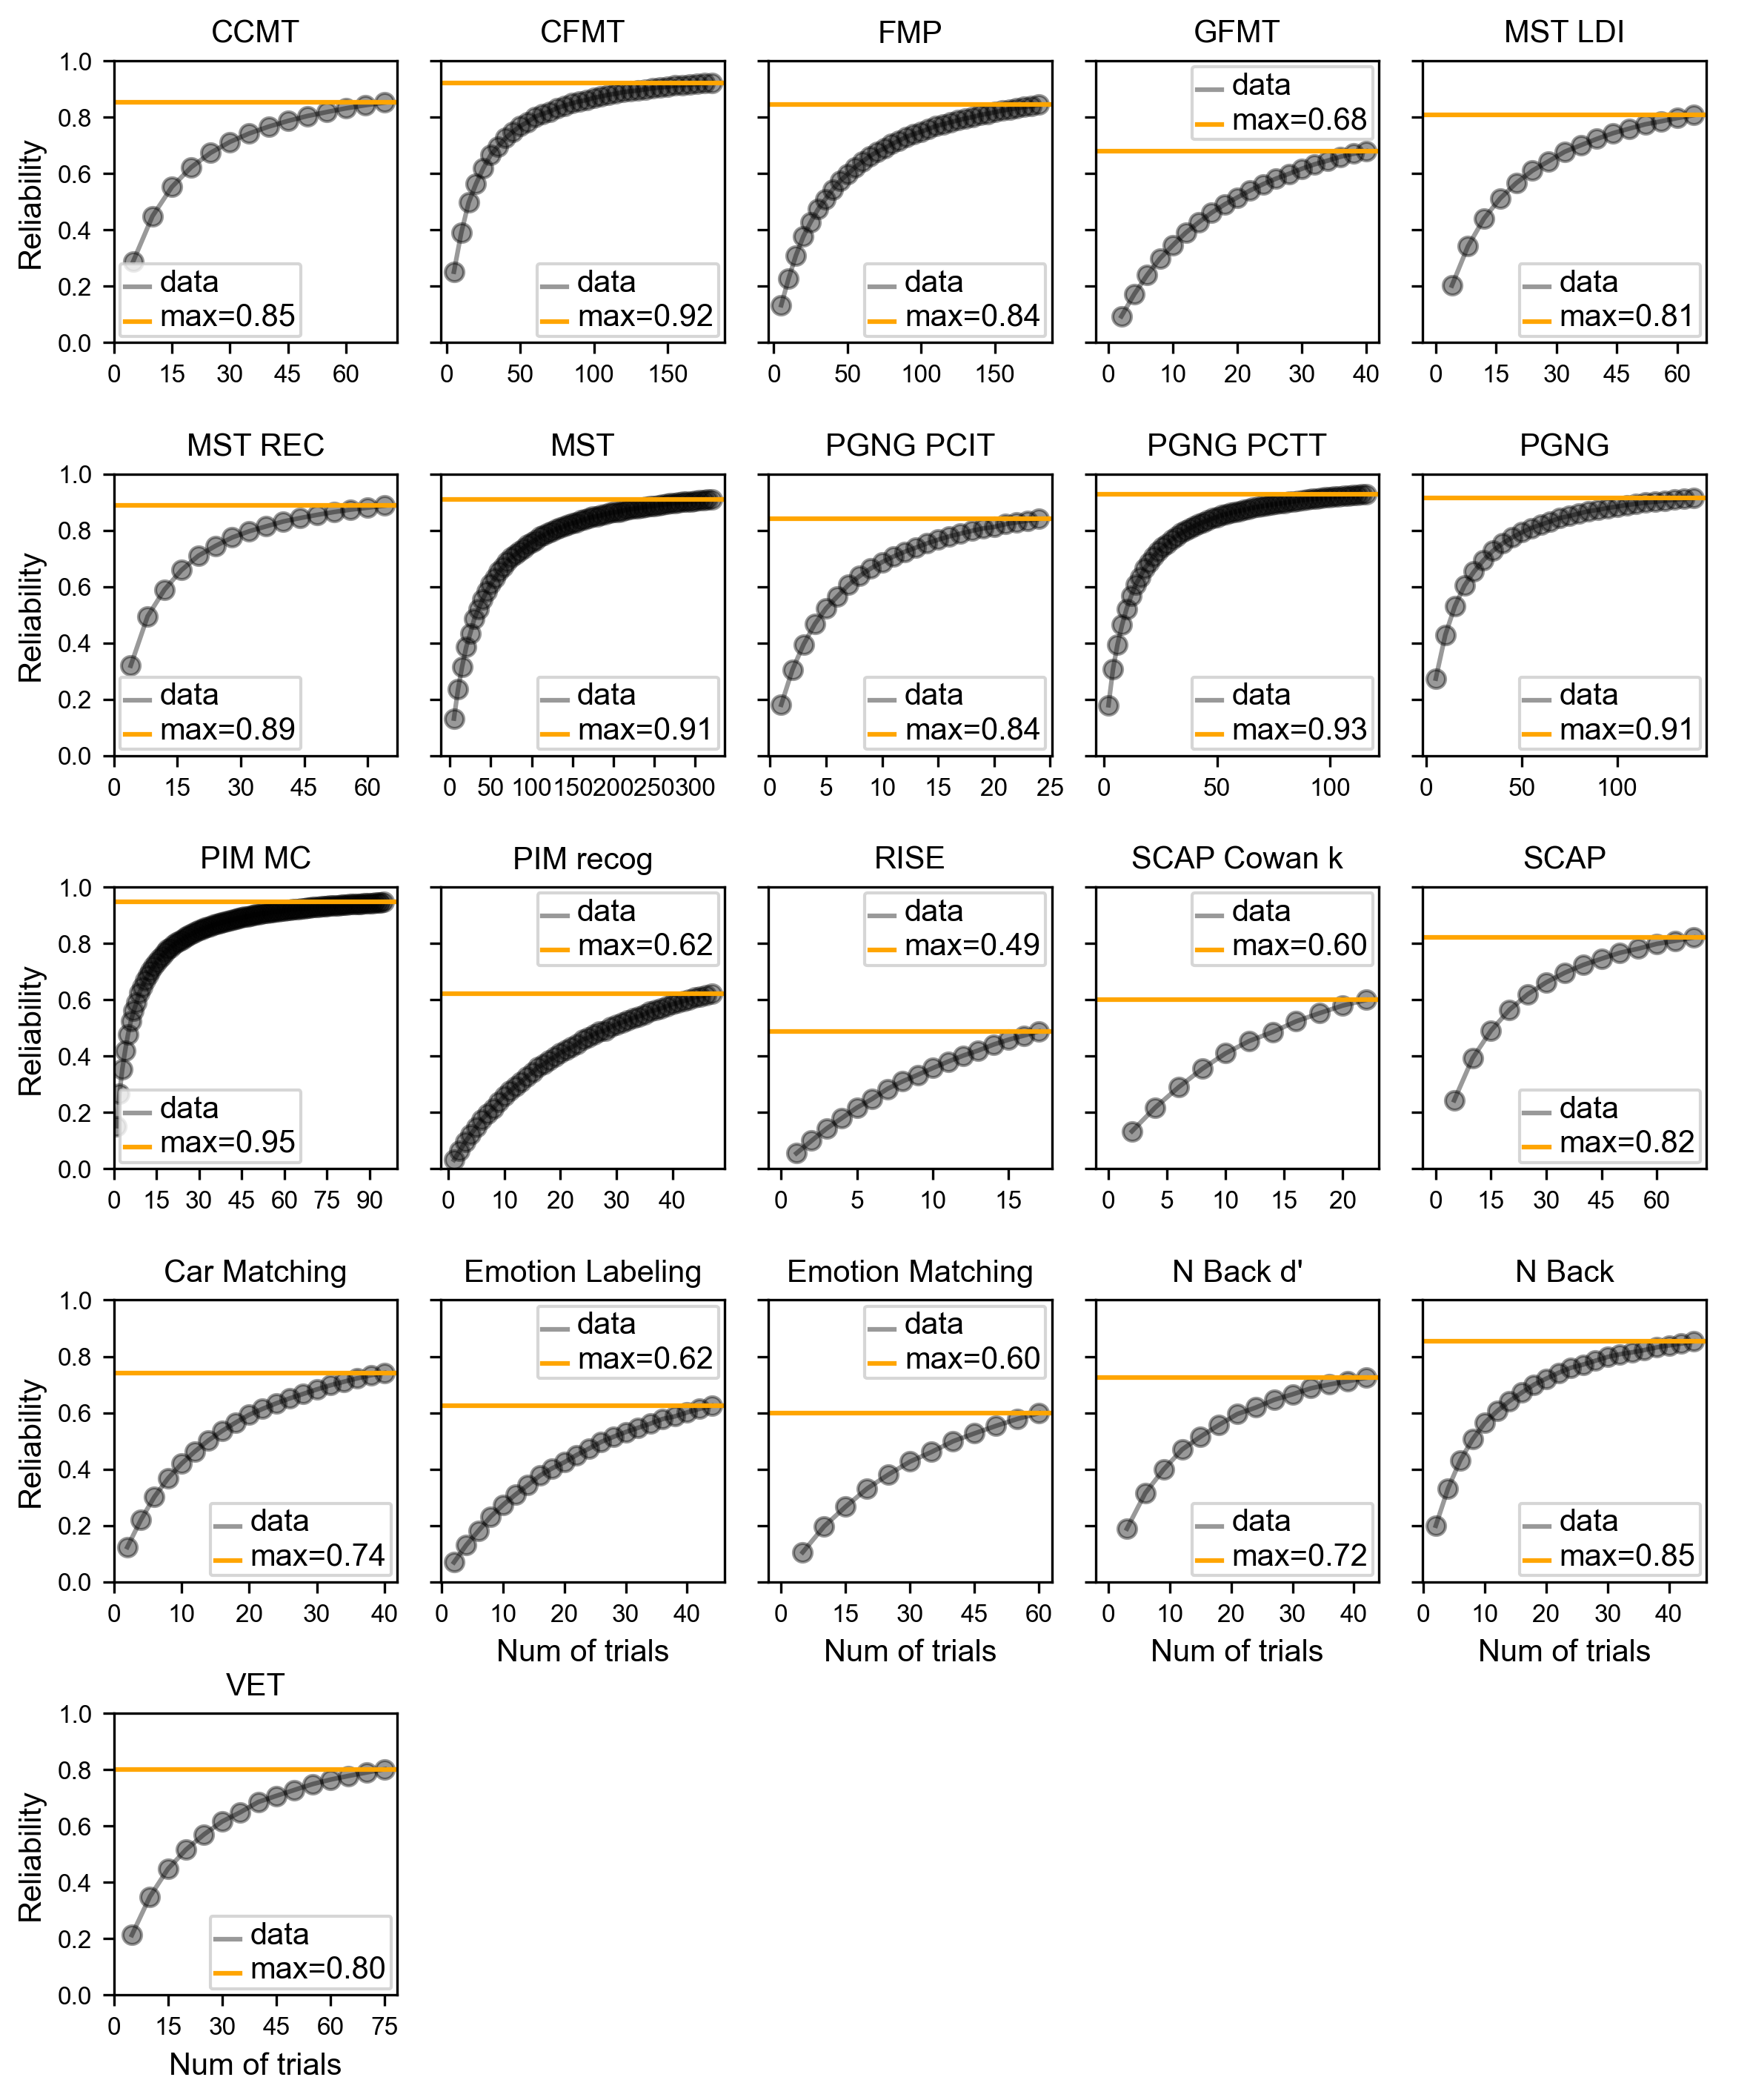 CCMT CFMT FMP GFMT MST LDI
Reliability
1.0
0.8
0.6
0.4
0.2
0.0
data
max=0.85
data
max=0.92
data
max=0.84
data
max=0.68
data
max=0.81
0 15 30 45 60
0 50 100 150
0 50 100 150
0 10 20 30 40
0 15 30 45 60
MST REC MST PGNG PCIT PGNG PCTT PGNG
Reliability
1.0
0.8
0.6
0.4
0.2
0.0
data
max=0.89
data
max=0.91
data
max=0.84
data
max=0.93
data
max=0.91
0 15 30 45 60
0 50 100 150 200 250 300
0 5 10 15 20 25
0 50 100
0 50 100
PIM MC PIM recog RISE SCAP Cowan k SCAP
Reliability
1.0
0.8
0.6
0.4
0.2
0.0
data
max=0.95
data
max=0.62
data
max=0.49
data
max=0.60
data
max=0.82
0 15 30 45 60 75 90
0 10 20 30 40
0 5 10 15
0 5 10 15 20
0 15 30 45 60
Car Matching Emotion Labeling Emotion Matching N Back d' N Back
Reliability
1.0
0.8
0.6
0.4
0.2
0.0
data
max=0.74
data
max=0.62
data
max=0.60
data
max=0.72
data
max=0.85
0 10 20 30 40
0 10 20 30 40
0 15 30 45 60
0 10 20 30 40
0 10 20 30 40
Num of trials Num of trials Num of trials Num of trials
VET
Reliability
1.0
0.8
0.6
0.4
0.2
0.0
data
max=0.80
0 15 30 45 60 75
Num of trials